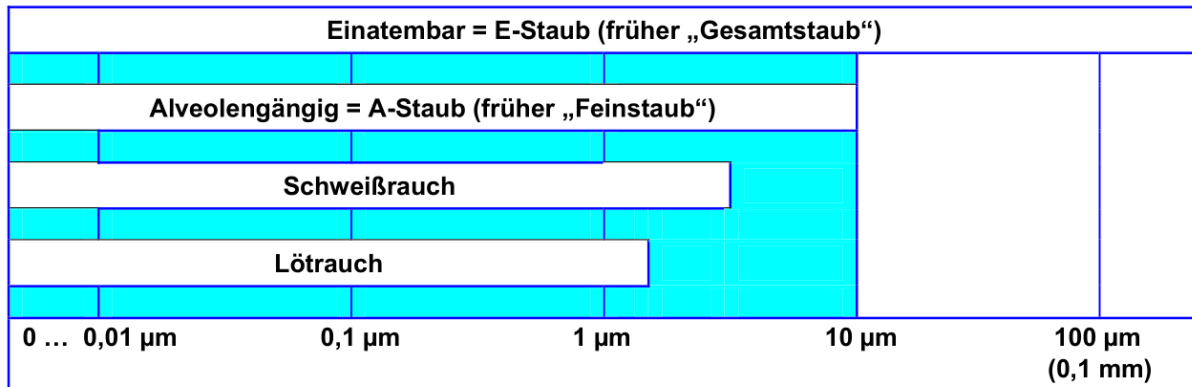 Einatembar = E-Staub (früher „Gesamtstaub“)
Alveolengängig = A-Staub (früher „Feinstaub“)
Schweißrauch
Lötrauch
0 … 0,01 µm 0,1 µm 1 µm 10 µm 100 µm
(0,1 mm)